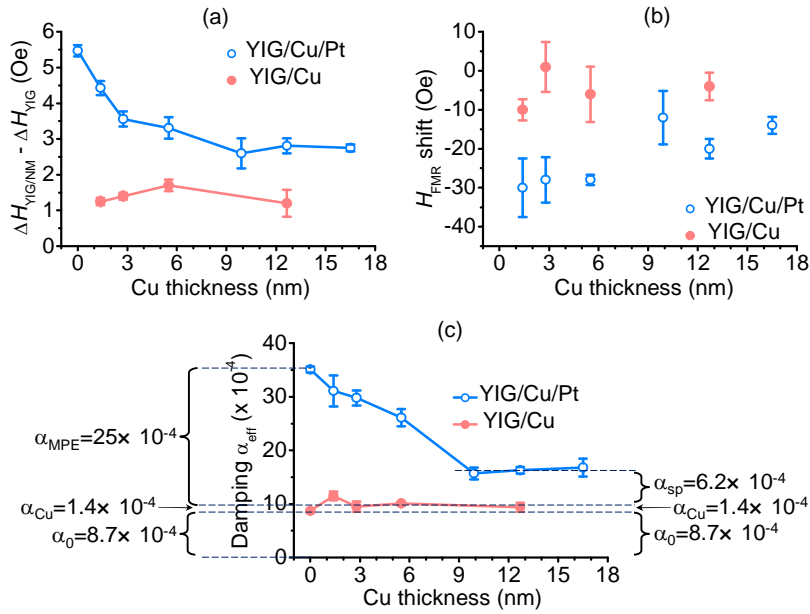 (a)
YIG/Cu/Pt
YIG/Cu
ΔH_YIG/NM - ΔH_YIG (Oe)
6
5
4
3
2
1
0
0 3 6 9 12 15 18
Cu thickness (nm)
(b)
H_FMR shift (Oe)
10
0
-10
-20
-30
-40
YIG/Cu/Pt
YIG/Cu
0 3 6 9 12 15 18
Cu thickness (nm)
(c)
Damping α_eff (x 10^-4)
40
30
20
10
0
YIG/Cu/Pt
YIG/Cu
α_MPE=25× 10^-4
α_Cu=1.4× 10^-4
α_0=8.7× 10^-4
α_sp=6.2× 10^-4
α_Cu=1.4× 10^-4
α_0=8.7× 10^-4
0 3 6 9 12 15 18
Cu thickness (nm)